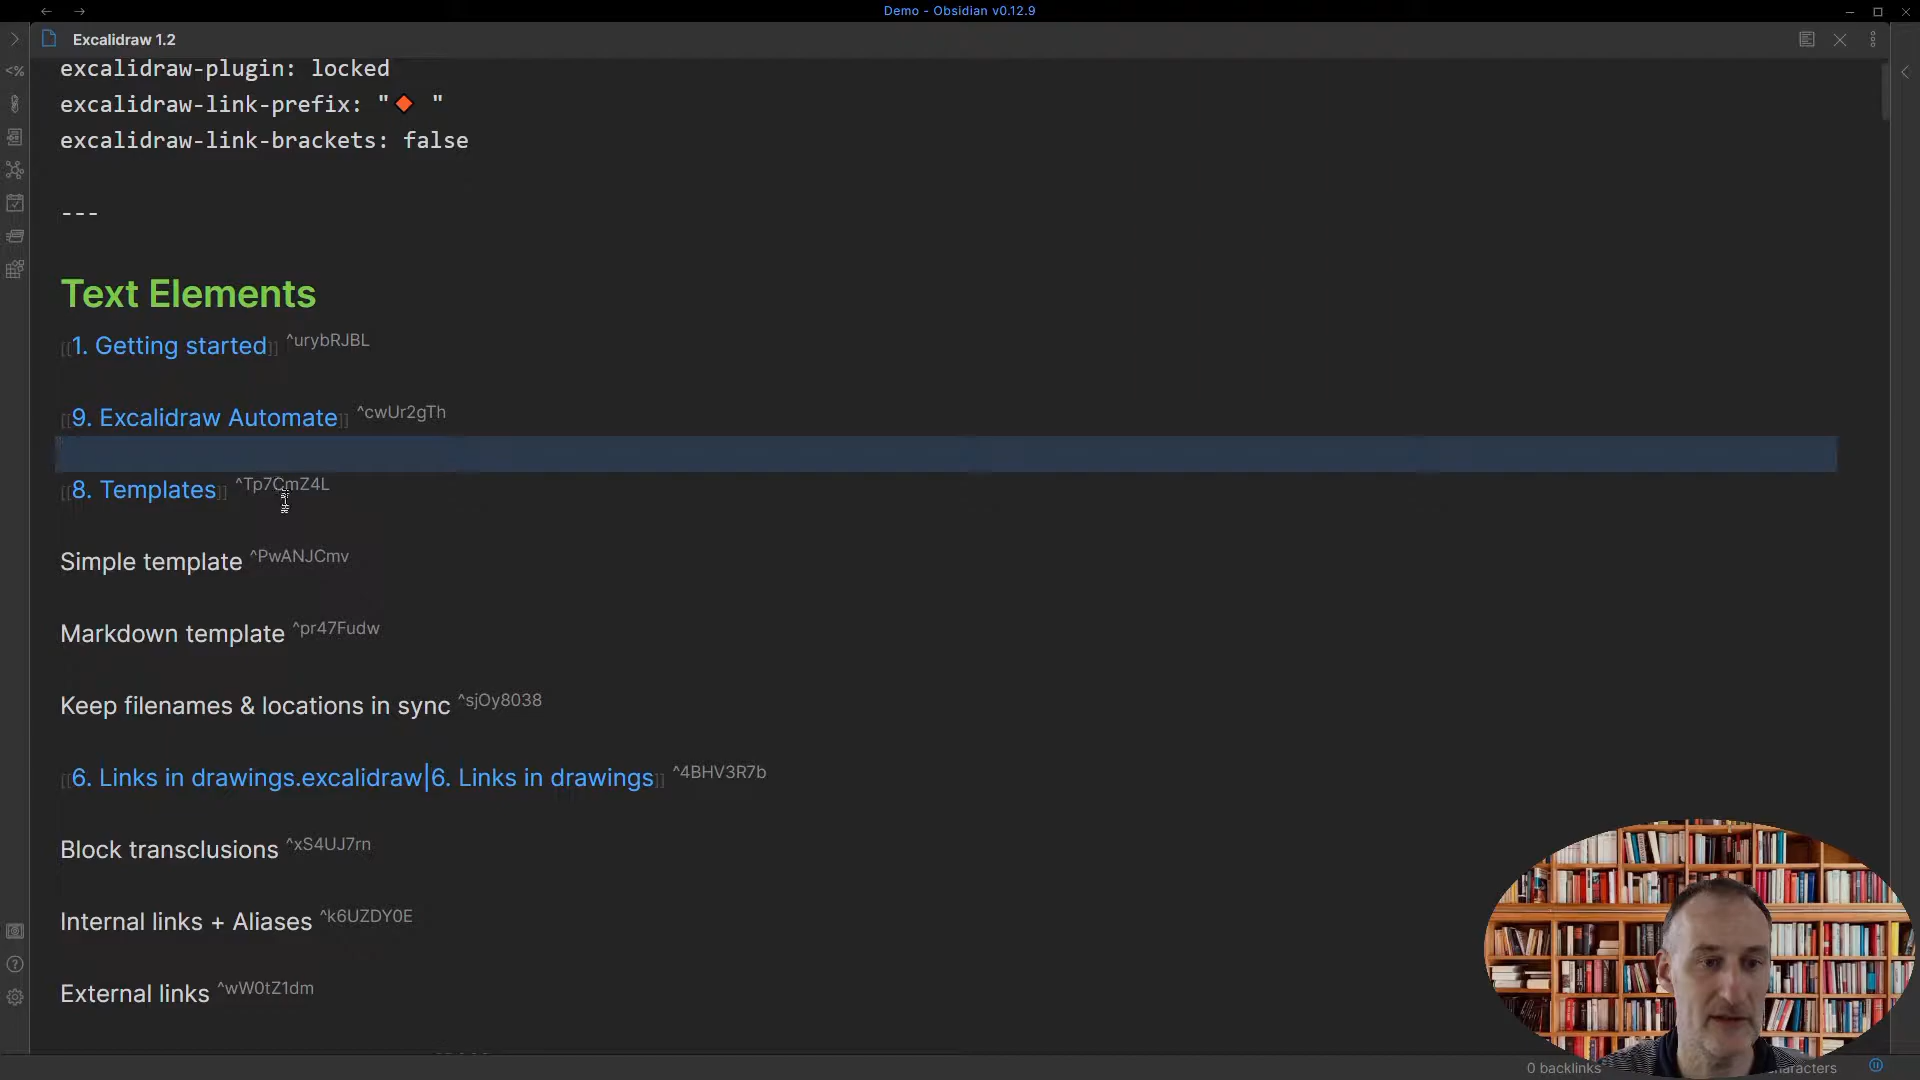 Demo - Obsidian v0.12.9
Excalidraw 1.2
excalidraw-plugin: locked
excalidraw-link-prefix: "🔸 "
excalidraw-link-brackets: false
---
Text Elements
[[1. Getting started]] ^urybRJBL
[[9. Excalidraw Automate]] ^cwUr2gTh
[[8. Templates]] ^Tp7CmZ4L
Simple template ^PwANJCmv
Markdown template ^pr47Fudw
Keep filenames & locations in sync ^sjOy8038
[[6. Links in drawings.excalidraw|6. Links in drawings]] ^4BHV3R7b
Block transclusions ^xS4UJ7rn
Internal links + Aliases ^k6UZDY0E
External links ^wW0tZ1dm
0 backlinks